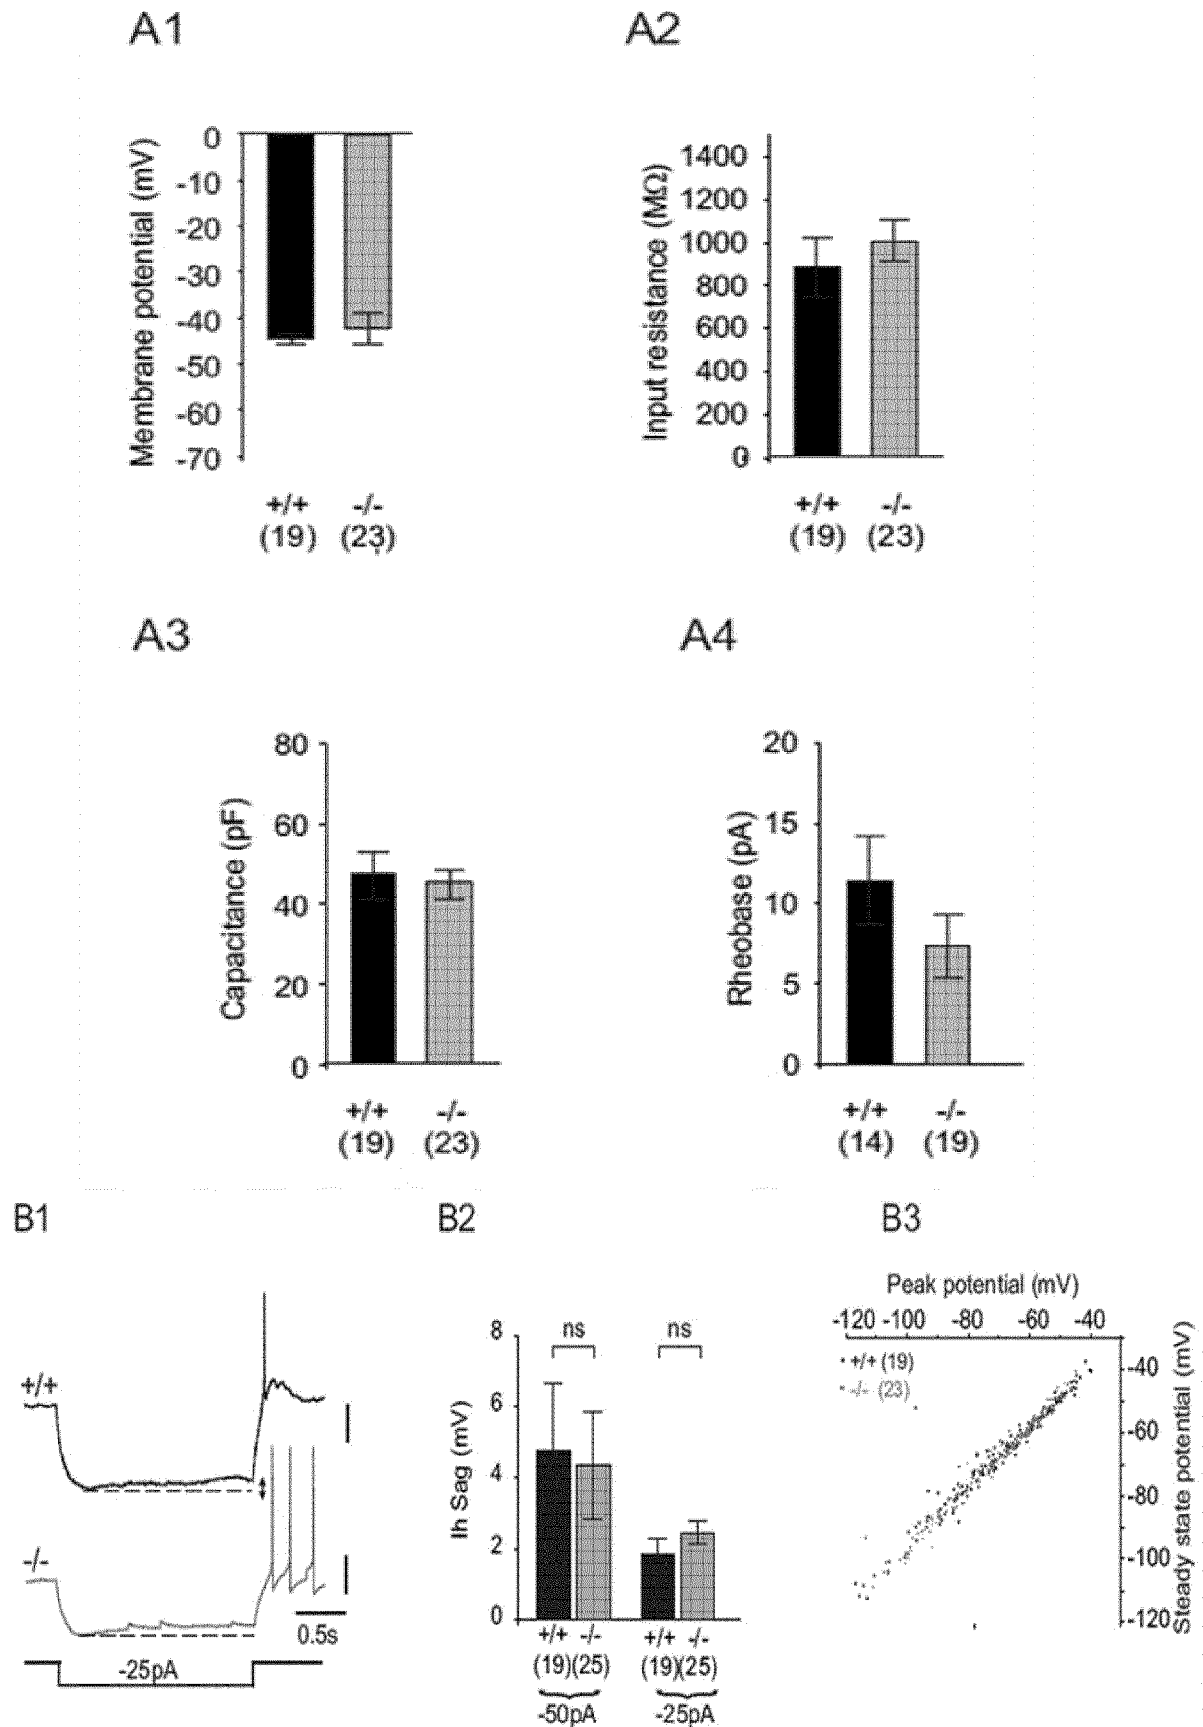 A1
A2
Membrane potential (mV)
0
-10
-20
-30
-40
-50
-60
-70
+/+ -/-
(19) (23)
Input resistance (MΩ)
1400
1200
1000
800
600
400
200
0
+/+ -/-
(19) (23)
A3
A4
Capacitance (pF)
80
60
40
20
0
+/+ -/-
(19) (23)
Rheobase (pA)
20
15
10
5
0
+/+ -/-
(14) (19)
B1
B2
B3
+/+
-/-
0.5s
-25pA
Ih Sag (mV)
8
6
4
2
0
ns
ns
+/+ -/- +/+ -/-
(19)(25) (19)(25)
-50pA -25pA
Peak potential (mV)
-120 -100 -80 -60 -40
+/+ (19)
-/- (23)
-40
-60
-80
-100
-120
Steady state potential (mV)